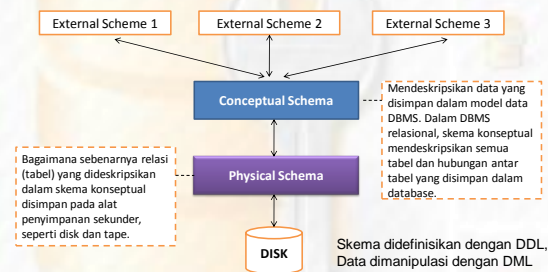 External Scheme 1
External Scheme 2
External Scheme 3
Conceptual Schema
Mendeskripsikan data yang
disimpan dalam model data
DBMS. Dalam DBMS
relasional, skema konseptual
mendeskripsikan semua
tabel dan hubungan antar
tabel yang disimpan dalam
database.
Bagaimana sebenarnya relasi
(tabel) yang dideskripsikan
dalam skema konseptual
disimpan pada alat
penyimpanan sekunder,
seperti disk dan tape.
Physical Schema
DISK
Skema didefinisikan dengan DDL,
Data dimanipulasi dengan DML